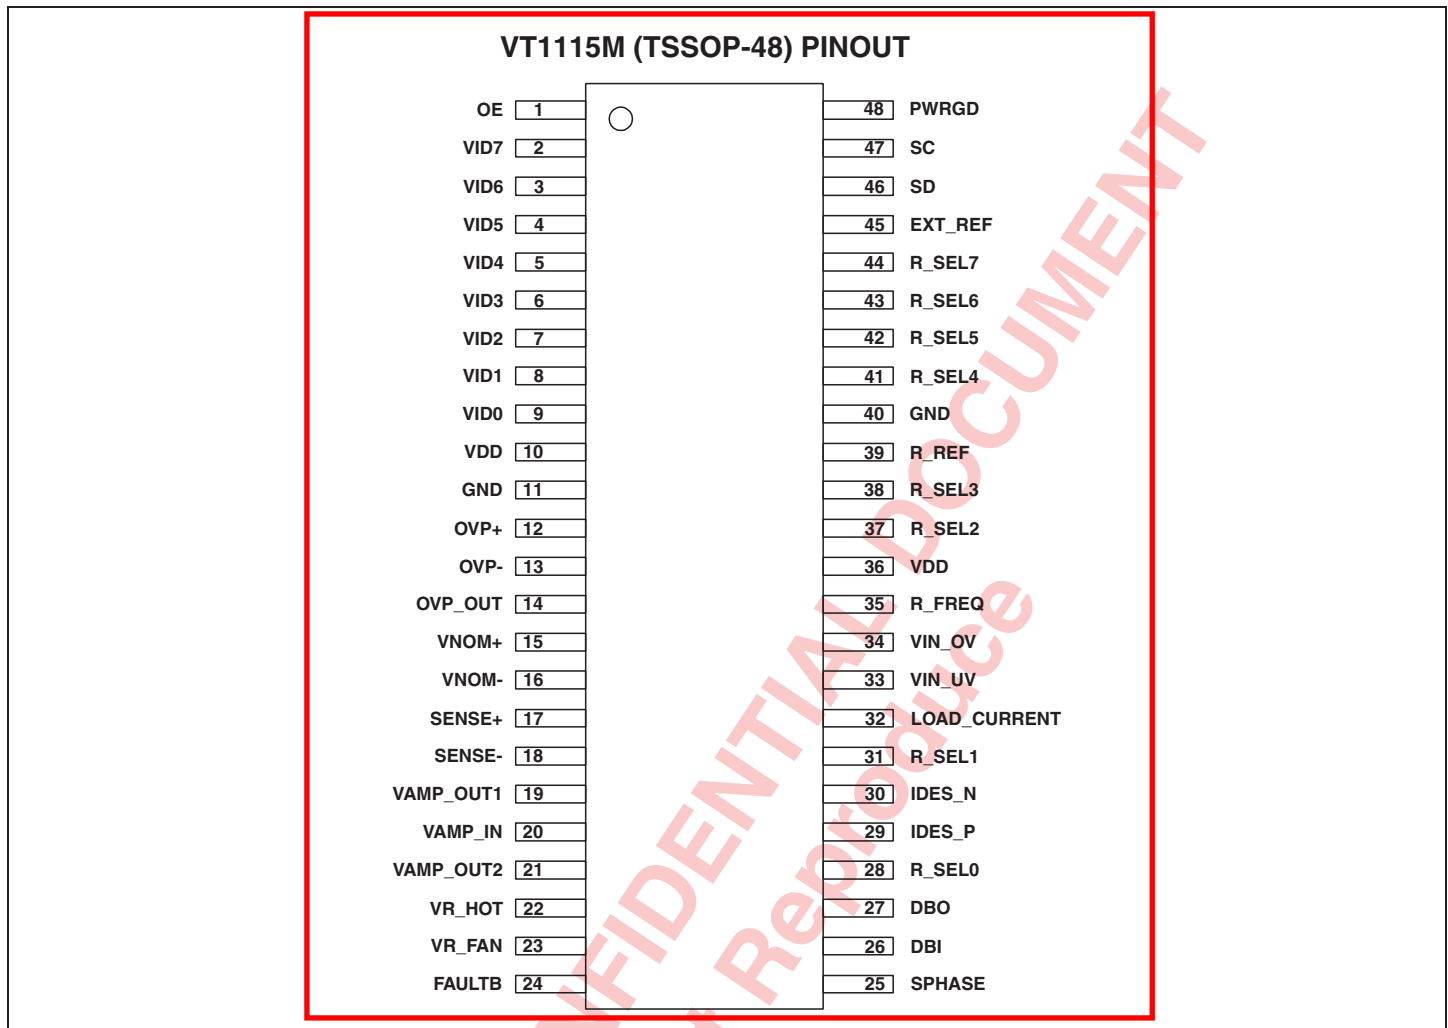 VT1115M (TSSOP-48) PINOUT
OE 1 48 PWRGD
VID7 2 47 SC
VID6 3 46 SD
VID5 4 45 EXT_REF
VID4 5 44 R_SEL7
VID3 6 43 R_SEL6
VID2 7 42 R_SEL5
VID1 8 41 R_SEL4
VID0 9 40 GND
VDD 10 39 R_REF
GND 11 38 R_SEL3
OVP+ 12 37 R_SEL2
OVP- 13 36 VDD
OVP_OUT 14 35 R_FREQ
VNOM+ 15 34 VIN_OV
VNOM- 16 33 VIN_UV
SENSE+ 17 32 LOAD_CURRENT
SENSE- 18 31 R_SEL1
VAMP_OUT1 19 30 IDES_N
VAMP_IN 20 29 IDES_P
VAMP_OUT2 21 28 R_SEL0
VR_HOT 22 27 DBO
VR_FAN 23 26 DBI
FAULTB 24 25 SPHASE
NFIDENTIAL DOCUMENT
Reproduce